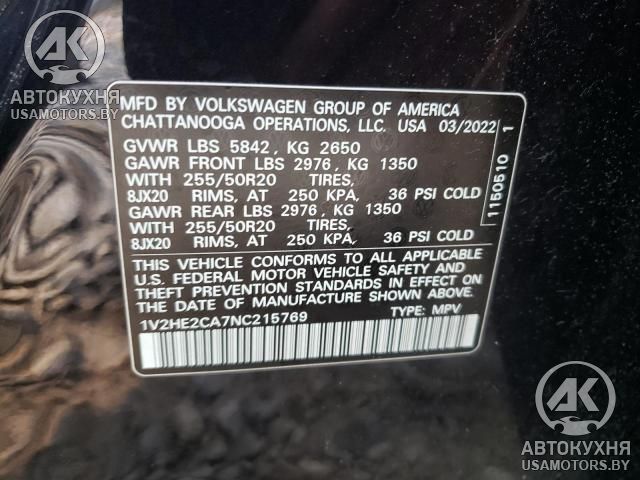 AK
АВТОКУХНЯ
USAMOTORS.BY
MFD BY VOLKSWAGEN GROUP OF AMERICA
CHATTANOOGA OPERATIONS, LLC. USA 03/2022
GVWR LBS 5842, KG 2650
GAWR FRONT LBS 2976, KG 1350
WITH 255/50R20 TIRES,
8JX20 RIMS, AT 250 KPA, 36 PSI COLD
GAWR REAR LBS 2976, KG 1350
WITH 255/50R20 TIRES,
8JX20 RIMS, AT 250 KPA, 36 PSI COLD
THIS VEHICLE CONFORMS TO ALL APPLICABLE
U.S. FEDERAL MOTOR VEHICLE SAFETY AND
THEFT PREVENTION STANDARDS IN EFFECT ON
THE DATE OF MANUFACTURE SHOWN ABOVE.
1V2HE2CA7NC215769 TYPE: MPV
1150510 1
AK
АВТОКУХНЯ
USAMOTORS.BY